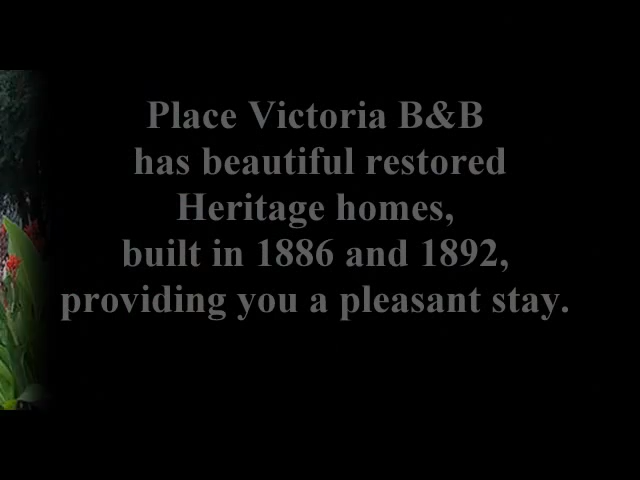 Place Victoria B&B
has beautiful restored
Heritage homes,
built in 1886 and 1892,
providing you a pleasant stay.